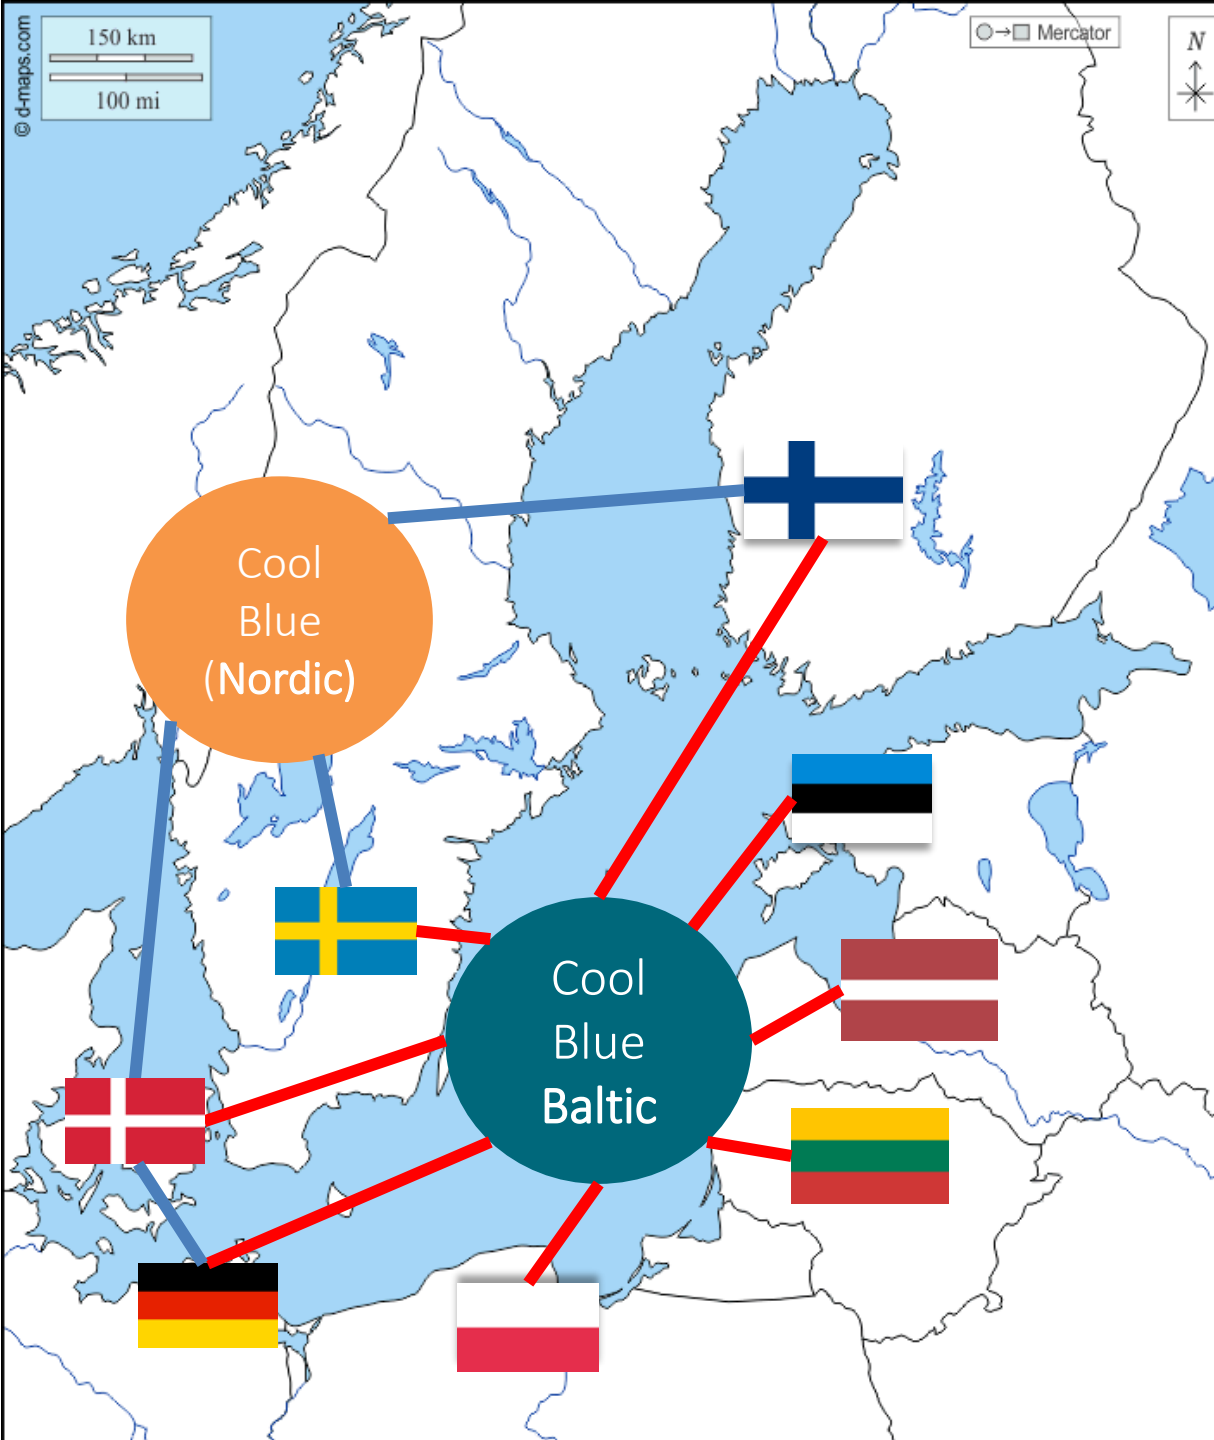 © d-maps.com
150 km
100 mi
Mercator
N
Cool
Blue
(Nordic)
Cool
Blue
Baltic